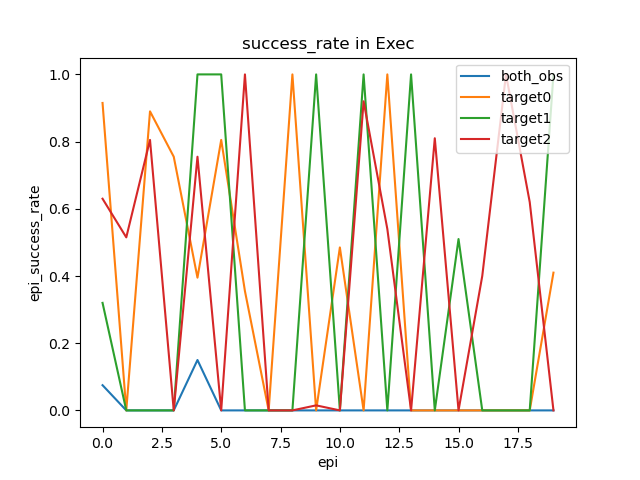 success_rate in Exec
both_obs
target0
target1
target2
epi_success_rate
1.0
0.8
0.6
0.4
0.2
0.0
0.0 2.5 5.0 7.5 10.0 12.5 15.0 17.5
epi